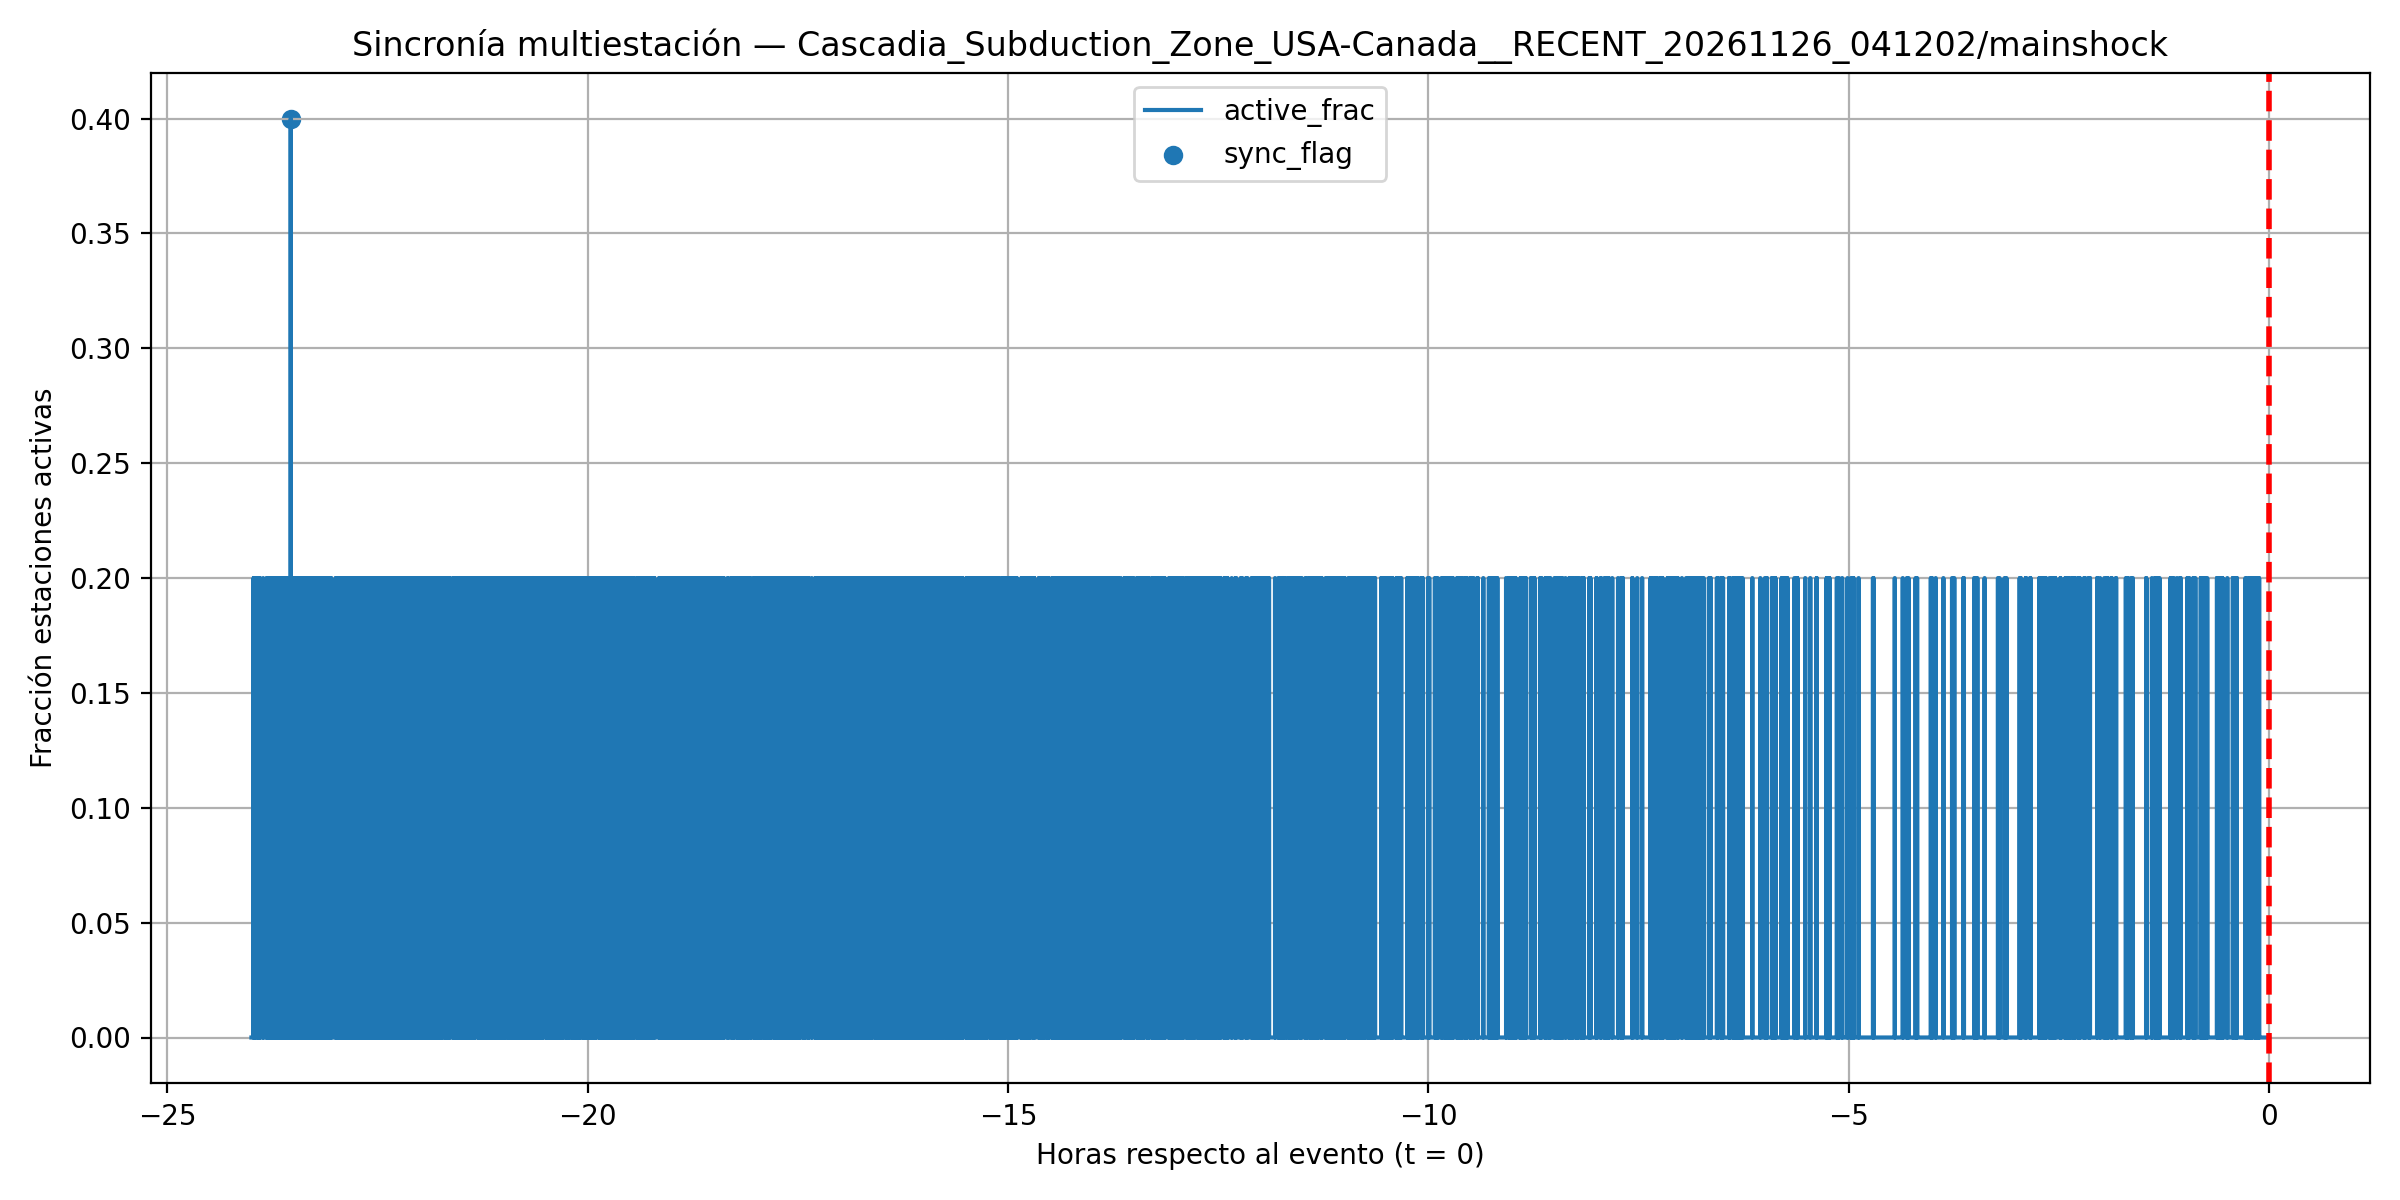 Sincronía multiestación — Cascadia_Subduction_Zone_USA-Canada__RECENT_20261126_041202/mainshock
active_frac
sync_flag
Fracción estaciones activas
0.40
0.35
0.30
0.25
0.20
0.15
0.10
0.05
0.00
−25 −20 −15 −10 −5 0
Horas respecto al evento (t = 0)